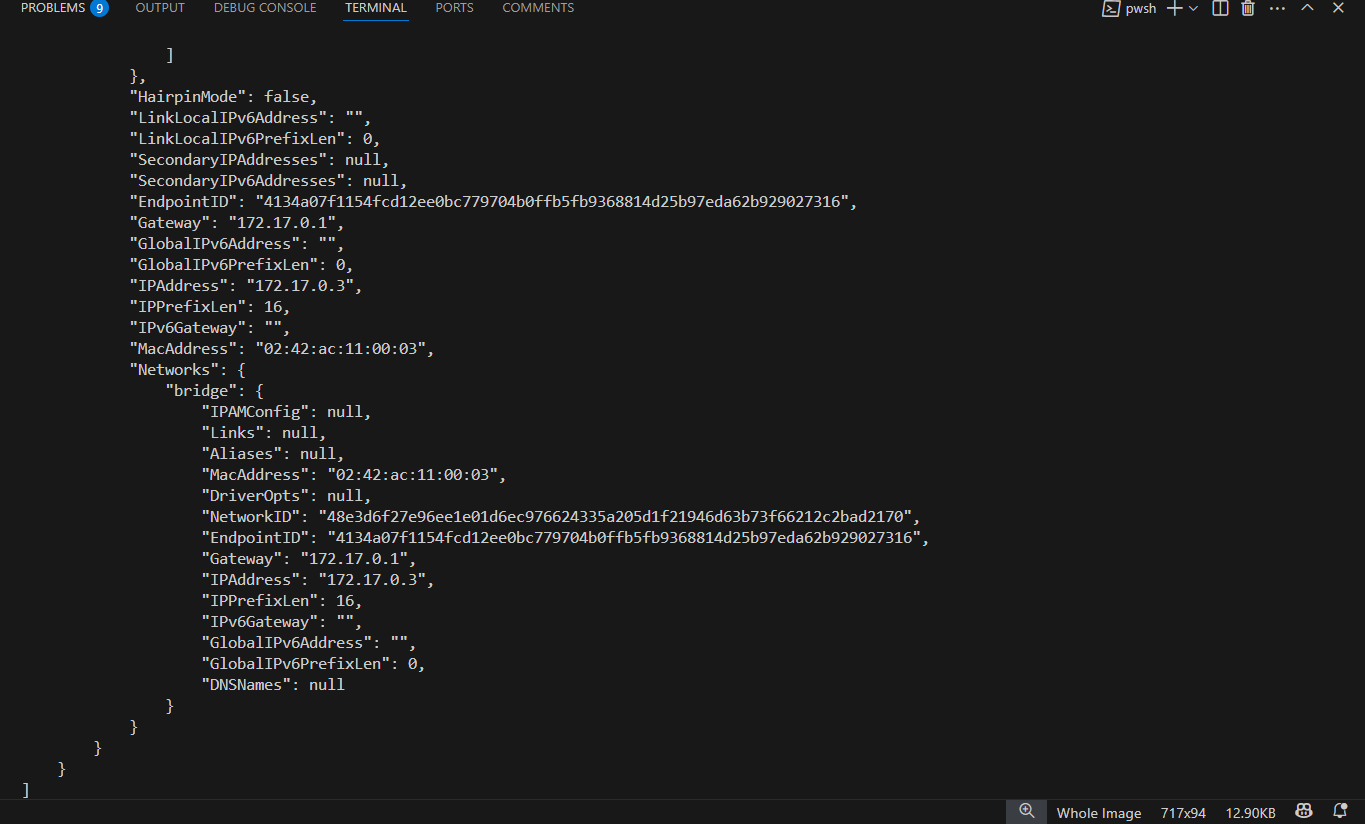 PROBLEMS 9 OUTPUT DEBUG CONSOLE TERMINAL PORTS COMMENTS pwsh
]
},
"HairpinMode": false,
"LinkLocalIPv6Address": "",
"LinkLocalIPv6PrefixLen": 0,
"SecondaryIPAddresses": null,
"SecondaryIPv6Addresses": null,
"EndpointID": "4134a07f1154fcd12ee0bc779704b0ffb5fb9368814d25b97eda62b929027316",
"Gateway": "172.17.0.1",
"GlobalIPv6Address": "",
"GlobalIPv6PrefixLen": 0,
"IPAddress": "172.17.0.3",
"IPPrefixLen": 16,
"IPv6Gateway": "",
"MacAddress": "02:42:ac:11:00:03",
"Networks": {
"bridge": {
"IPAMConfig": null,
"Links": null,
"Aliases": null,
"MacAddress": "02:42:ac:11:00:03",
"DriverOpts": null,
"NetworkID": "48e3d6f27e96ee1e01d6ec976624335a205d1f21946d63b73f66212c2bad2170",
"EndpointID": "4134a07f1154fcd12ee0bc779704b0ffb5fb9368814d25b97eda62b929027316",
"Gateway": "172.17.0.1",
"IPAddress": "172.17.0.3",
"IPPrefixLen": 16,
"IPv6Gateway": "",
"GlobalIPv6Address": "",
"GlobalIPv6PrefixLen": 0,
"DNSNames": null
}
}
}
}
]
Whole Image 717x94 12.90KB